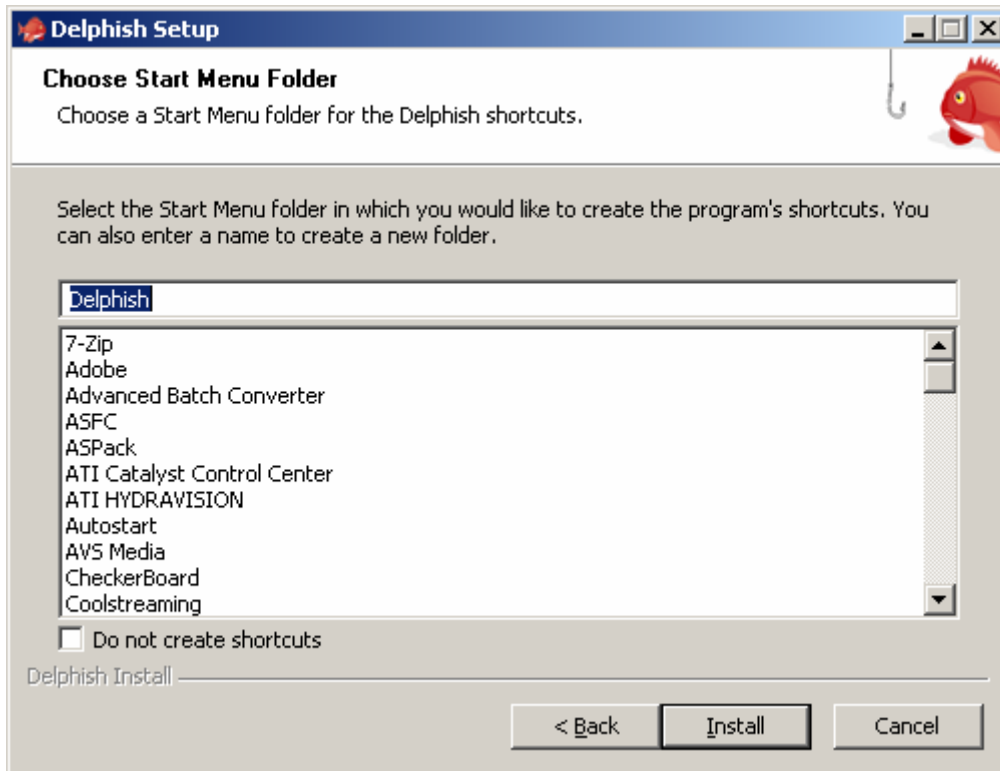 Delphish Setup
Choose Start Menu Folder
Choose a Start Menu folder for the Delphish shortcuts.
Select the Start Menu folder in which you would like to create the program's shortcuts. You
can also enter a name to create a new folder.
Delphish
7-Zip
Adobe
Advanced Batch Converter
ASFC
ASPack
ATI Catalyst Control Center
ATI HYDRAVISION
Autostart
AVS Media
CheckerBoard
Coolstreaming
Do not create shortcuts
Delphish Install
< Back Install Cancel